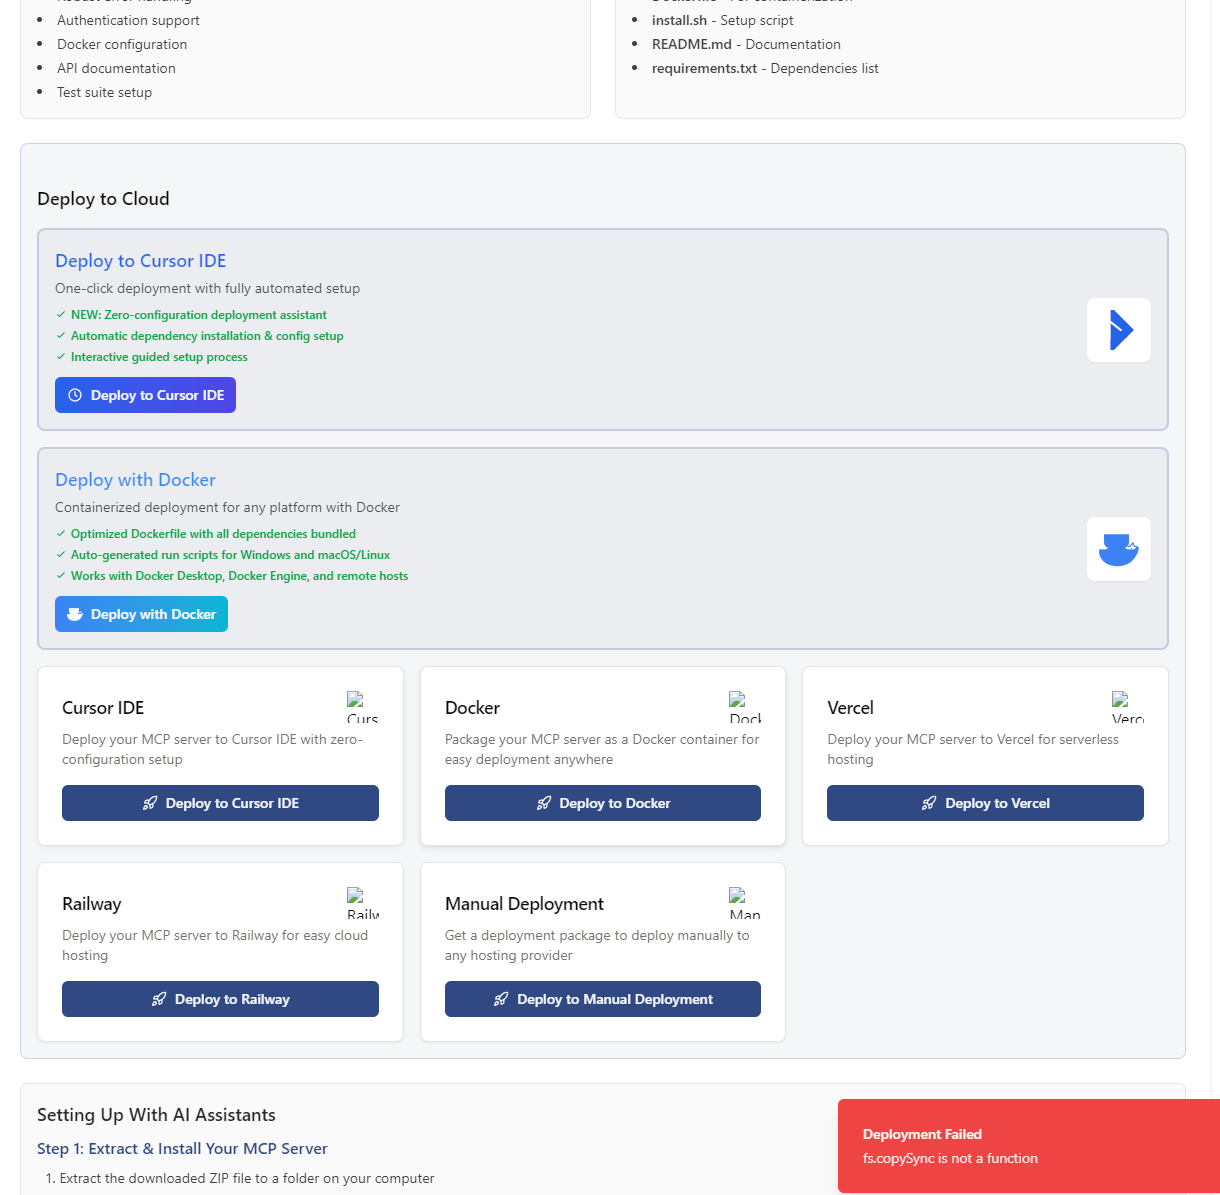 Authentication support
Docker configuration
API documentation
Test suite setup
install.sh - Setup script
README.md - Documentation
requirements.txt - Dependencies list
Deploy to Cloud
Deploy to Cursor IDE
One-click deployment with fully automated setup
NEW: Zero-configuration deployment assistant
Automatic dependency installation & config setup
Interactive guided setup process
Deploy to Cursor IDE
Deploy with Docker
Containerized deployment for any platform with Docker
Optimized Dockerfile with all dependencies bundled
Auto-generated run scripts for Windows and macOS/Linux
Works with Docker Desktop, Docker Engine, and remote hosts
Deploy with Docker
Cursor IDE
Deploy your MCP server to Cursor IDE with zero-
configuration setup
Deploy to Cursor IDE
Docker
Package your MCP server as a Docker container for
easy deployment anywhere
Deploy to Docker
Vercel
Deploy your MCP server to Vercel for serverless
hosting
Deploy to Vercel
Railway
Deploy your MCP server to Railway for easy cloud
hosting
Deploy to Railway
Manual Deployment
Man
Get a deployment package to deploy manually to
any hosting provider
Deploy to Manual Deployment
Setting Up With AI Assistants
Step 1: Extract & Install Your MCP Server
1. Extract the downloaded ZIP file to a folder on your computer
Deployment Failed
fs.copySync is not a function